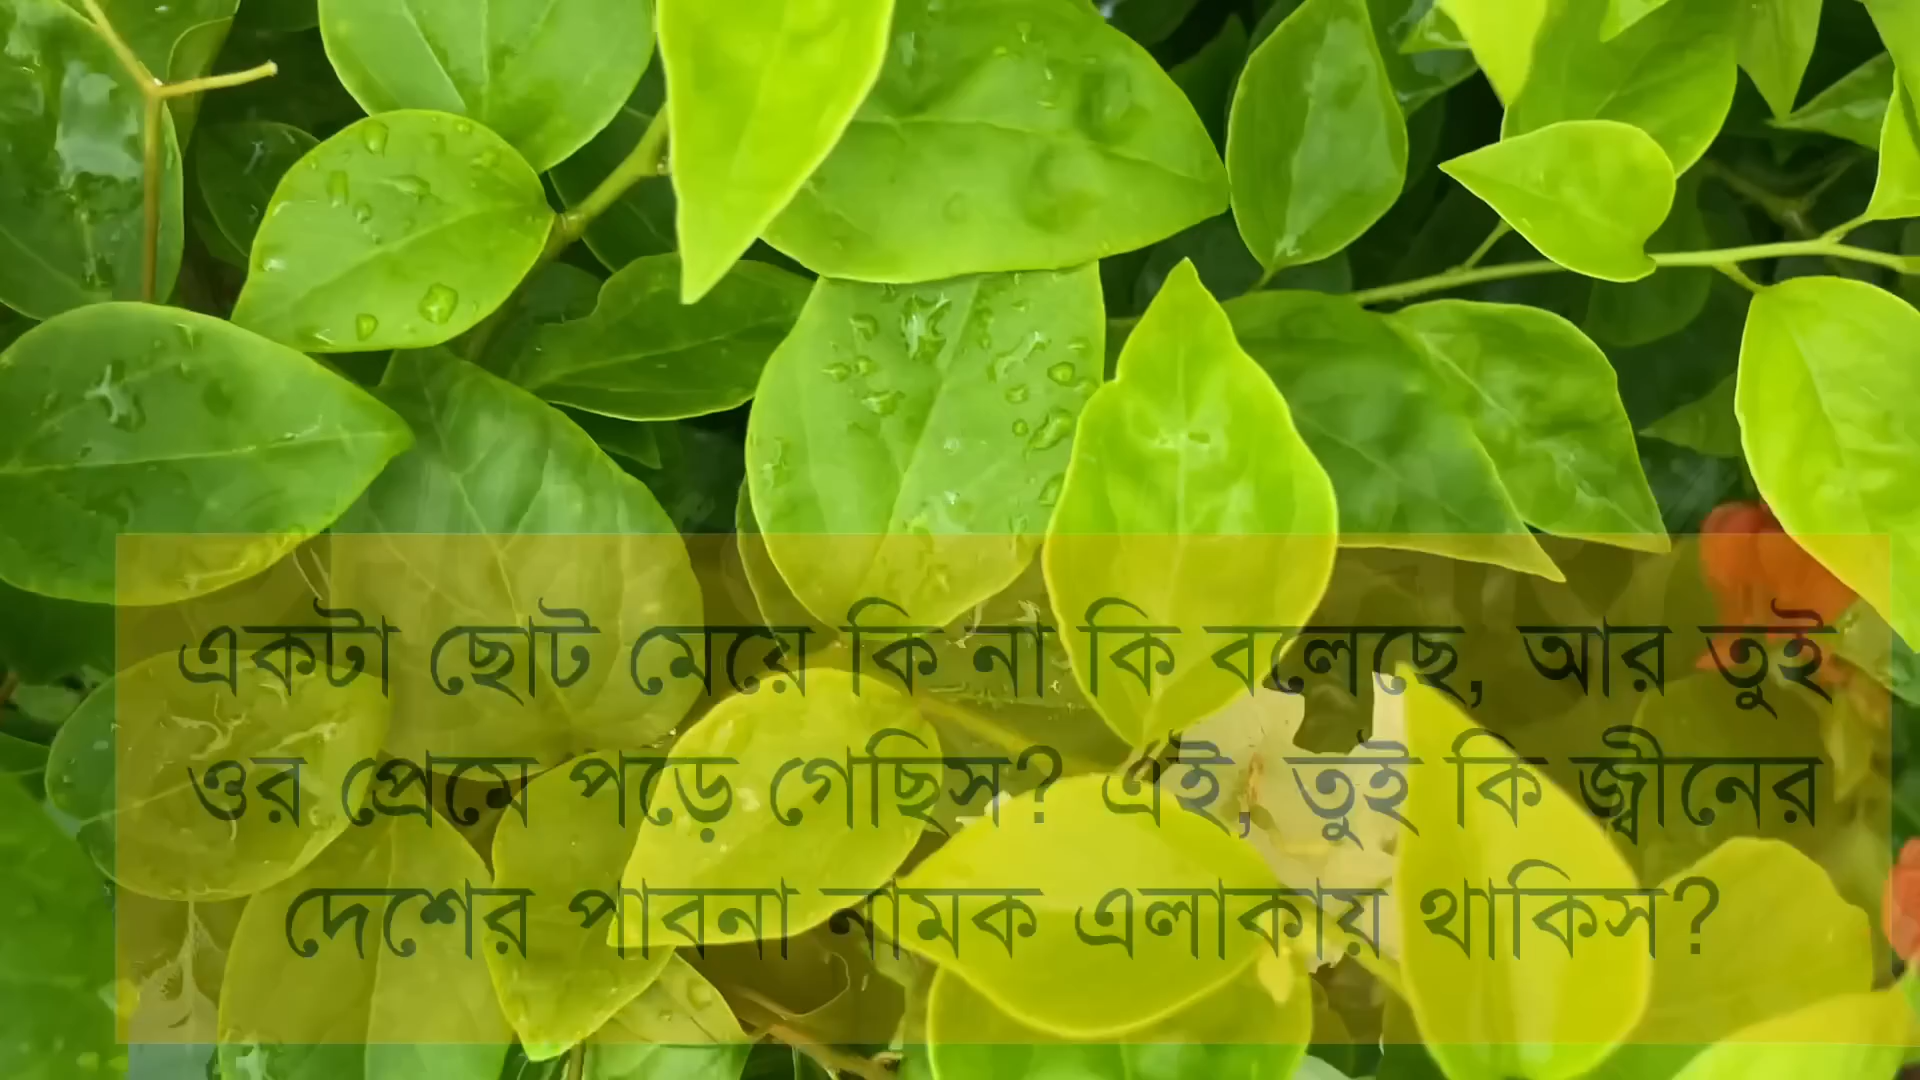 একটা ছোট মেয়ে কি না কি বলেছে, আর তুই
ওর প্রেমে পড়ে গেছিস? এই, তুই কি জ্বীনের
দেশের পাবনা নামক এলাকায় থাকিস?